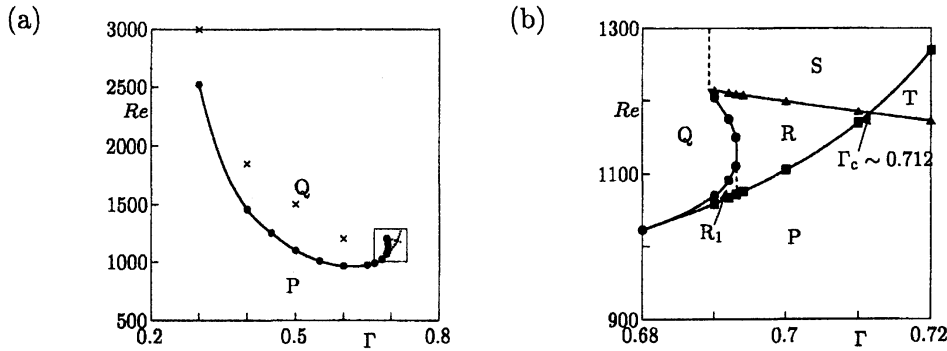 (a)
3000
2500
Re
2000
1500
1000
500
0.2
0.5
Γ
0.8
Q
P
(b)
1300
Re
1100
900
0.68
0.7
Γ
0.72
S
T
Q
R
Γc ~ 0.712
R1
P